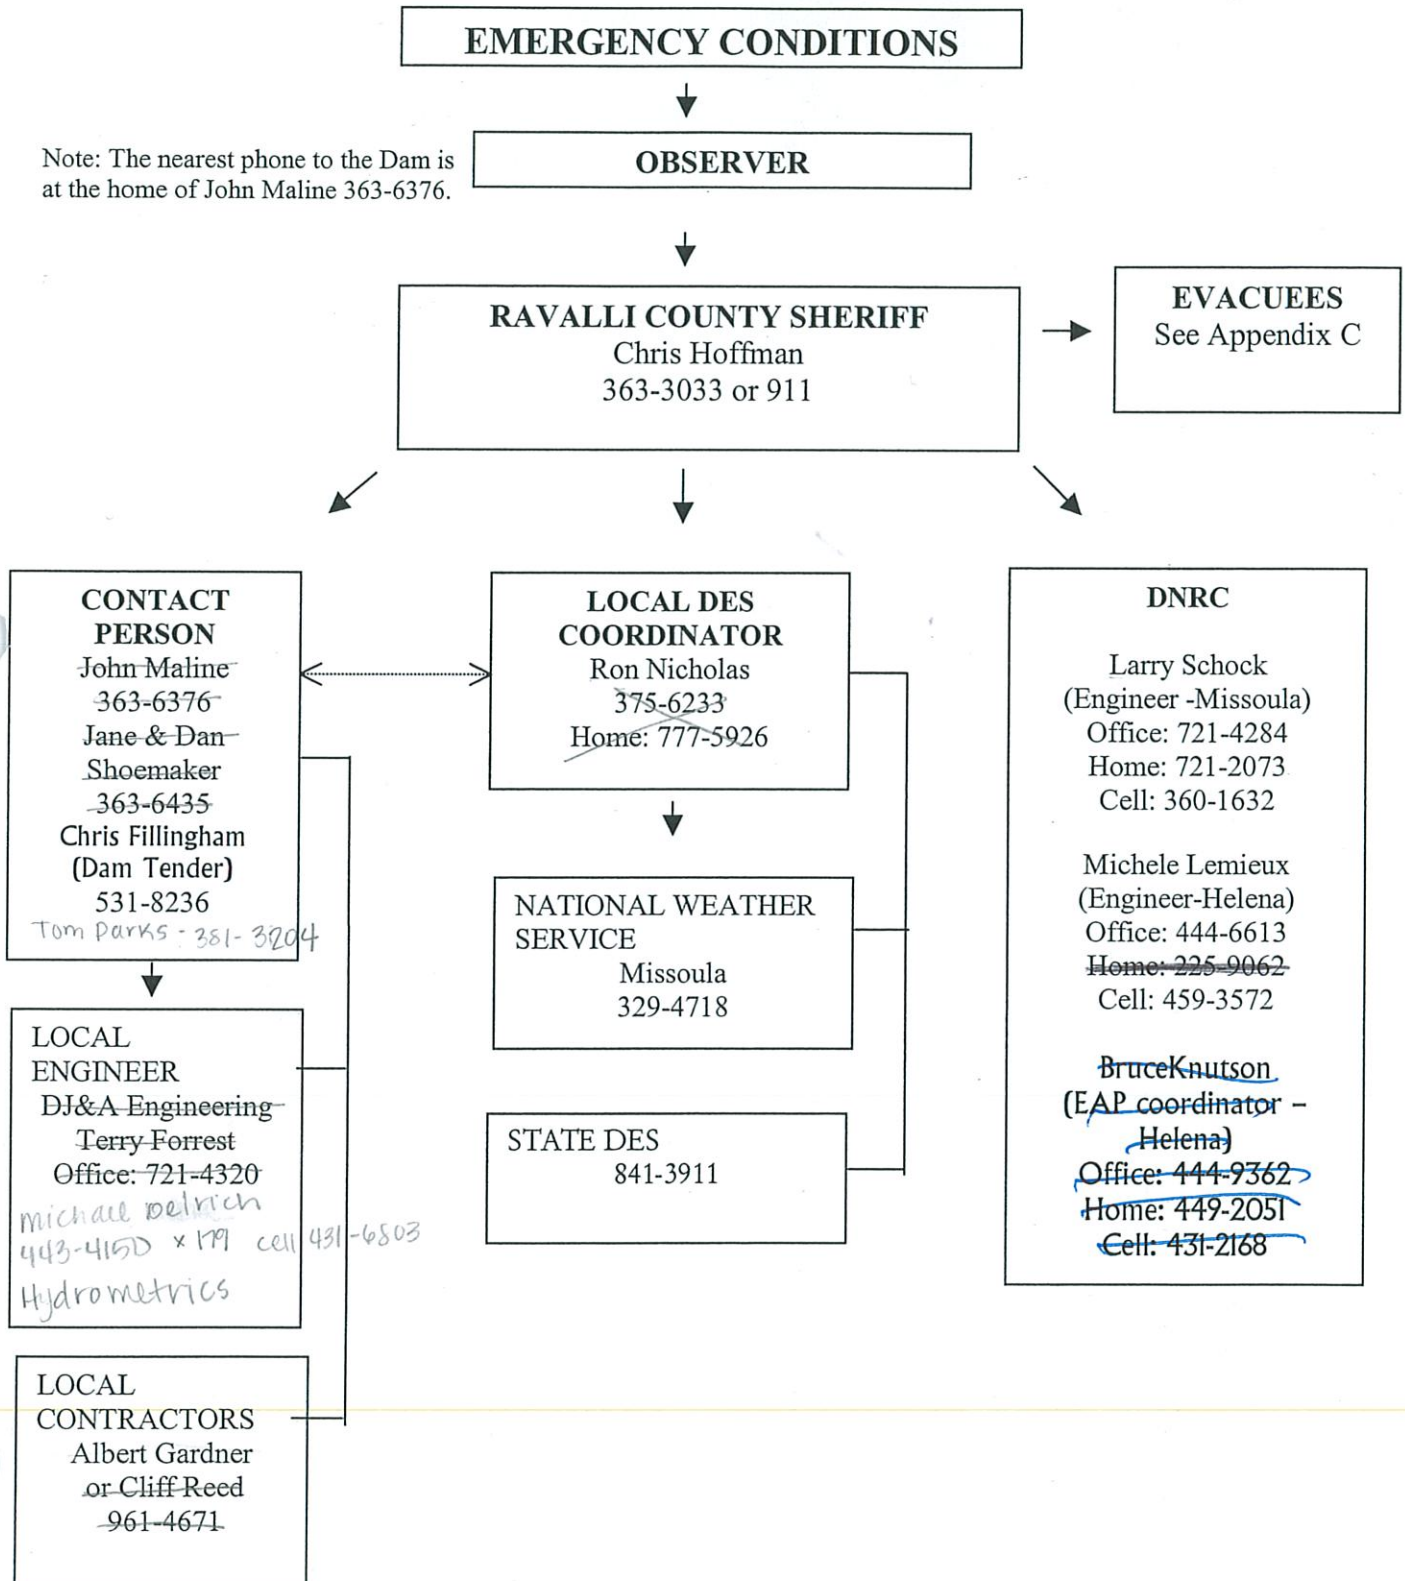 EMERGENCY CONDITIONS
Note: The nearest phone to the Dam is
at the home of John Maline 363-6376.
OBSERVER
RAVALLI COUNTY SHERIFF
Chris Hoffman
363-3033 or 911
EVACUEES
See Appendix C
CONTACT
PERSON
John Maline
363-6376
Jane & Dan
Shoemaker
363-6435
Chris Fillingham
(Dam Tender)
531-8236
Tom Parks - 381-3204
LOCAL DES
COORDINATOR
Ron Nicholas
375-6233
Home: 777-5926
DNRC
Larry Schock
(Engineer -Missoula)
Office: 721-4284
Home: 721-2073
Cell: 360-1632
Michele Lemieux
(Engineer-Helena)
Office: 444-6613
Home: 225-9062
Cell: 459-3572
BruceKnutson
(EAP coordinator –
Helena)
Office: 444-9362
Home: 449-2051
Cell: 431-2168
NATIONAL WEATHER
SERVICE
Missoula
329-4718
STATE DES
841-3911
LOCAL
ENGINEER
DJ&A Engineering
Terry Forrest
Office: 721-4320
443-4150 x 179 cell 431-6803
Hydrometrics
LOCAL
CONTRACTORS
Albert Gardner
or Cliff Reed
961-4671